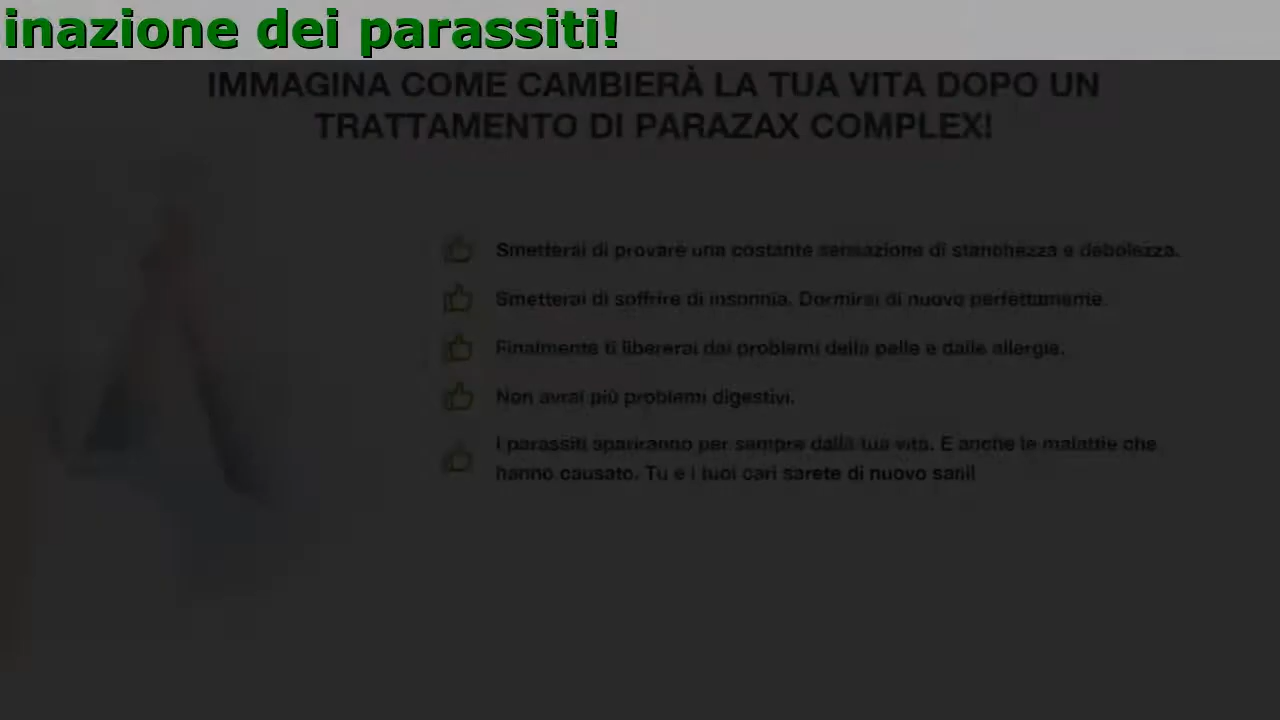 inazione dei parassiti!
IMMAGINA COME CAMBIERÀ LA TUA VITA DOPO UN
TRATTAMENTO DI PARAZAX COMPLEX!
Smetterai di provare una costante sensazione di stanchezza e debolezza.
Smetterai di soffrire di insonnia. Dormirai di nuovo perfettamente.
Finalmente ti libererai dai problemi della pelle e dalle allergie.
Non avrai più problemi digestivi.
I parassiti spariranno per sempre dalla tua vita. E anche le malattie che
hanno causato. Tu e i tuoi cari sarete di nuovo sani!